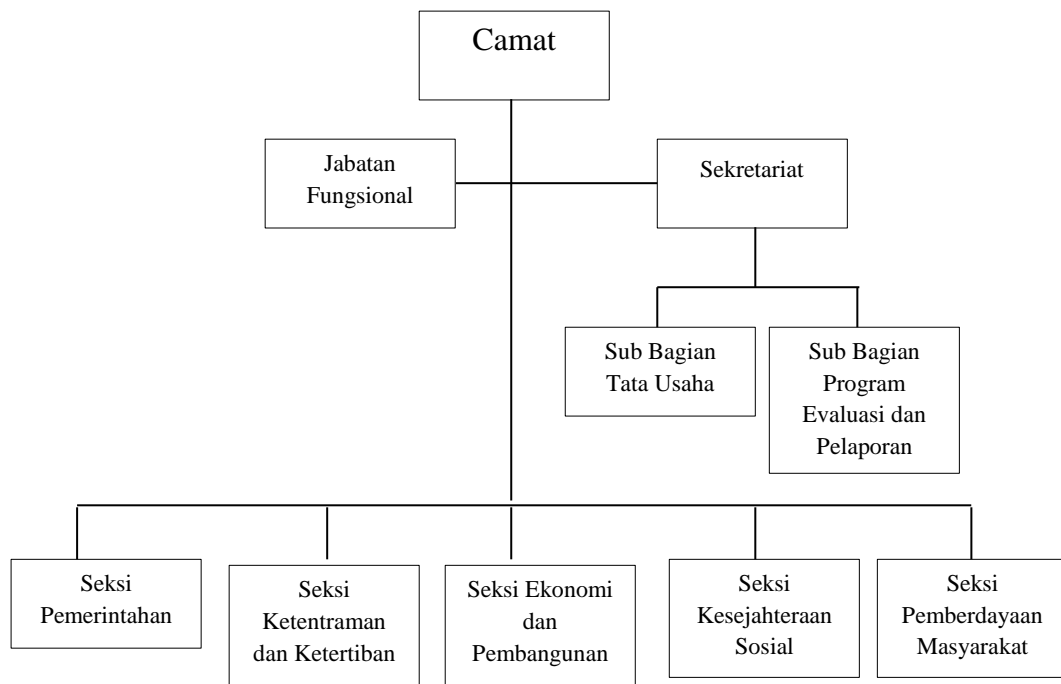 Camat
Jabatan
Fungsional
Sekretariat
Sub Bagian
Tata Usaha
Sub Bagian
Program
Evaluasi dan
Pelaporan
Seksi
Pemerintahan
Seksi
Ketentraman
dan Ketertiban
Seksi Ekonomi
dan
Pembangunan
Seksi
Kesejahteraan
Sosial
Seksi
Pemberdayaan
Masyarakat